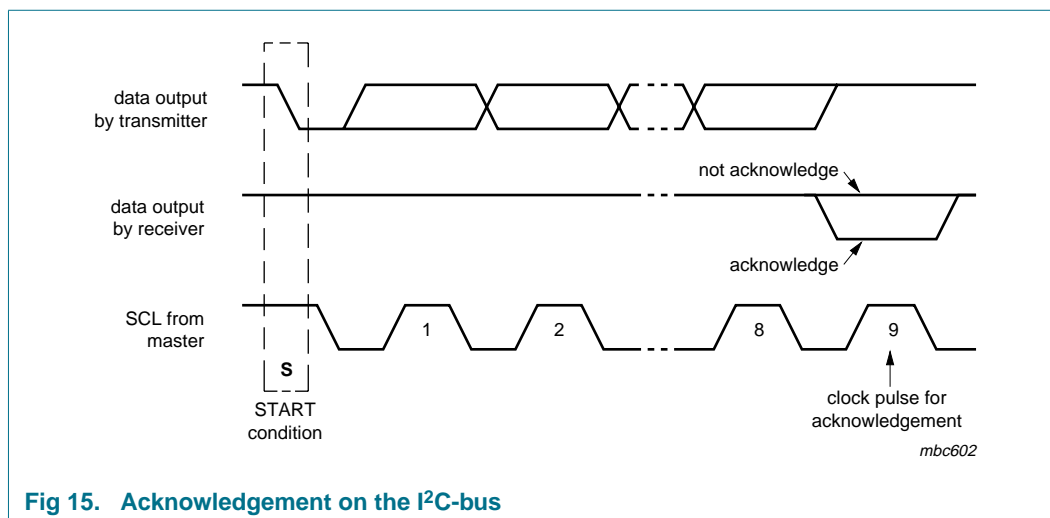 data output
by transmitter
not acknowledge
data output
by receiver
acknowledge
SCL from
master
1
2
8
9
S
START
condition
clock pulse for
acknowledgement
mbc602
Fig 15. Acknowledgement on the I²C-bus